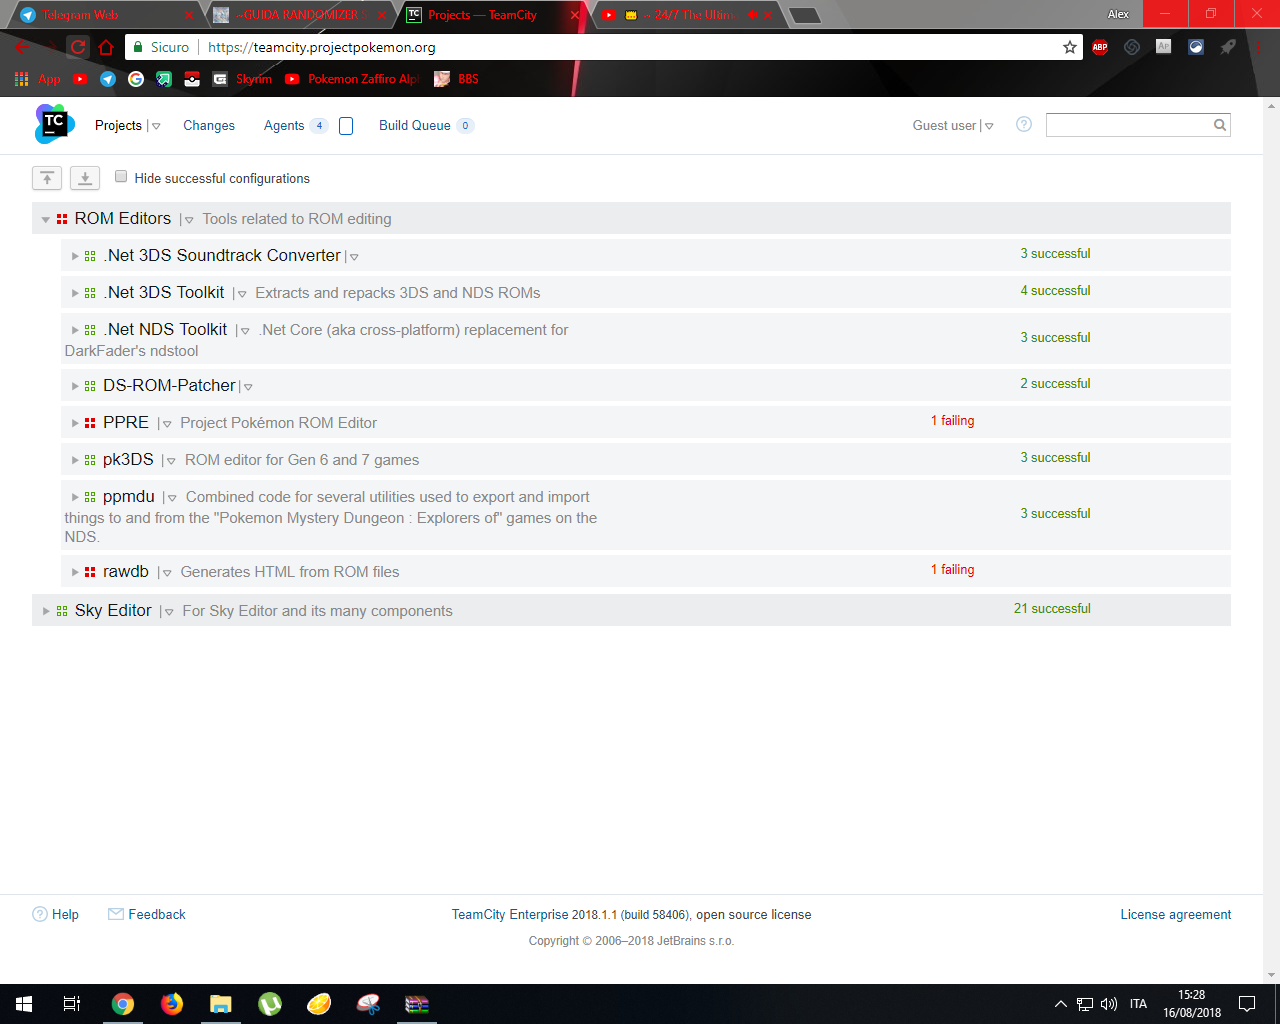 Telegram Web
~GUIDA RANDOMIZER S
Projects — TeamCity
~ 24/7 The Ultim
Alex
Sicuro
https://teamcity.projectpokemon.org
ABP
AP
App
Skyrim
Pokemon Zaffiro Alp
BBS
TC
Projects
Changes
Agents 4
Build Queue 0
Guest user
Hide successful configurations
ROM Editors Tools related to ROM editing
.Net 3DS Soundtrack Converter 3 successful
.Net 3DS Toolkit Extracts and repacks 3DS and NDS ROMs 4 successful
.Net NDS Toolkit .Net Core (aka cross-platform) replacement for
DarkFader's ndstool 3 successful
DS-ROM-Patcher 2 successful
PPRE Project Pokémon ROM Editor 1 failing
pk3DS ROM editor for Gen 6 and 7 games 3 successful
ppmdu Combined code for several utilities used to export and import
things to and from the "Pokemon Mystery Dungeon : Explorers of" games on the 3 successful
NDS.
rawdb Generates HTML from ROM files 1 failing
Sky Editor For Sky Editor and its many components 21 successful
Help
Feedback
TeamCity Enterprise 2018.1.1 (build 58406), open source license
License agreement
Copyright © 2006–2018 JetBrains s.r.o.
ITA
15:28
16/08/2018